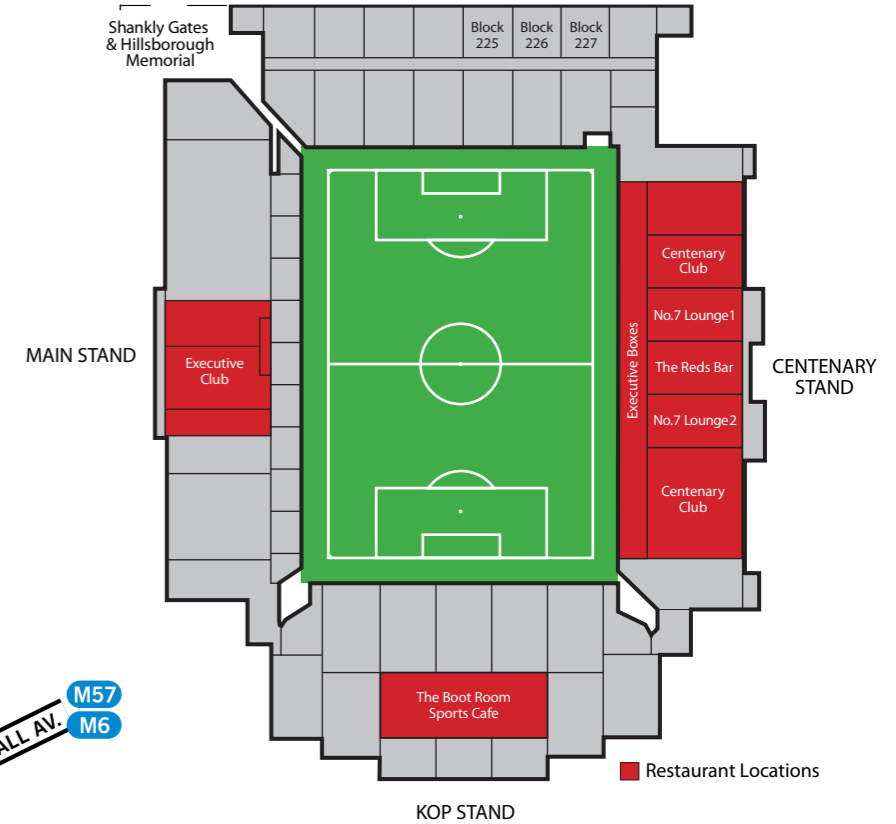 Shankly Gates
& Hillsborough
Memorial
Block
225
Block
226
Block
227
MAIN STAND
Executive
Club
Executive Boxes
Centenary
Club
No.7 Lounge1
The Reds Bar
No.7 Lounge2
Centenary
Club
CENTENARY
STAND
The Boot Room
Sports Cafe
M57
M6
ALL AV.
Restaurant Locations
KOP STAND